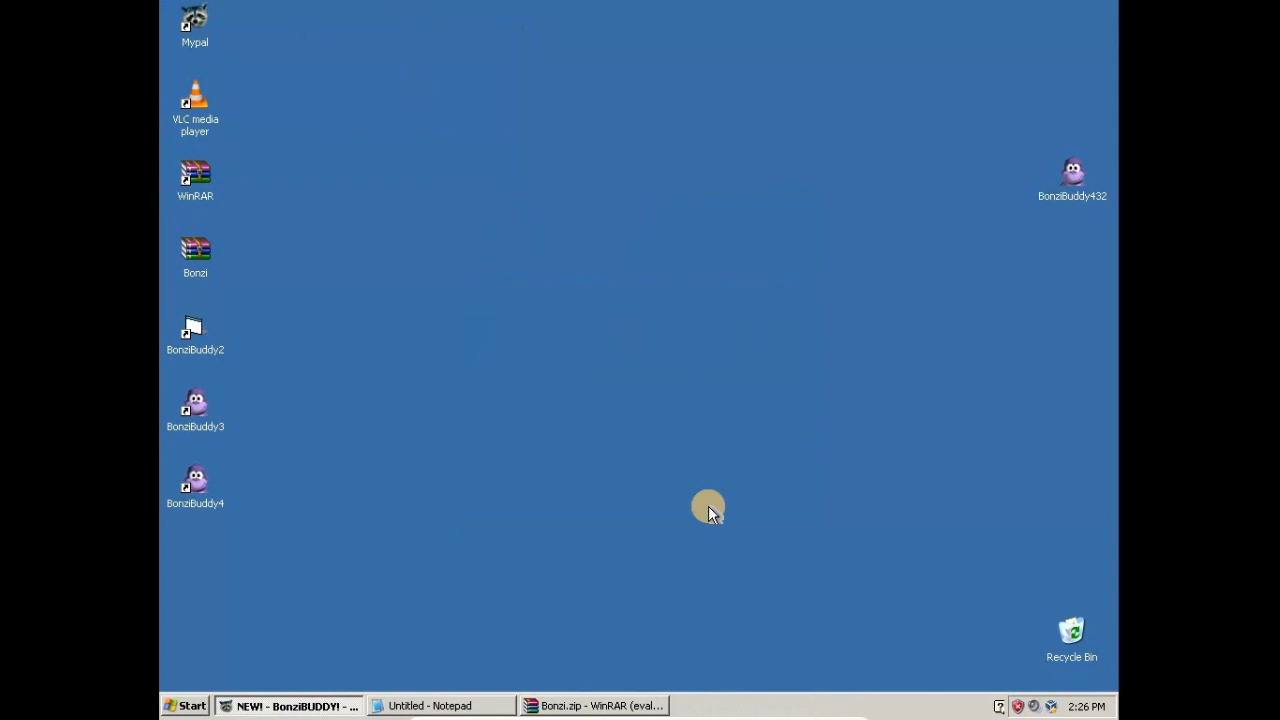 Mypal
VLC media
player
WinRAR
Bonzi
BonziBuddy2
BonziBuddy3
BonziBuddy4
BonziBuddy432
Recycle Bin
Start
NEW! - BonziBUDDY! - ...
Untitled - Notepad
Bonzi.zip - WinRAR (eval...
2:26 PM